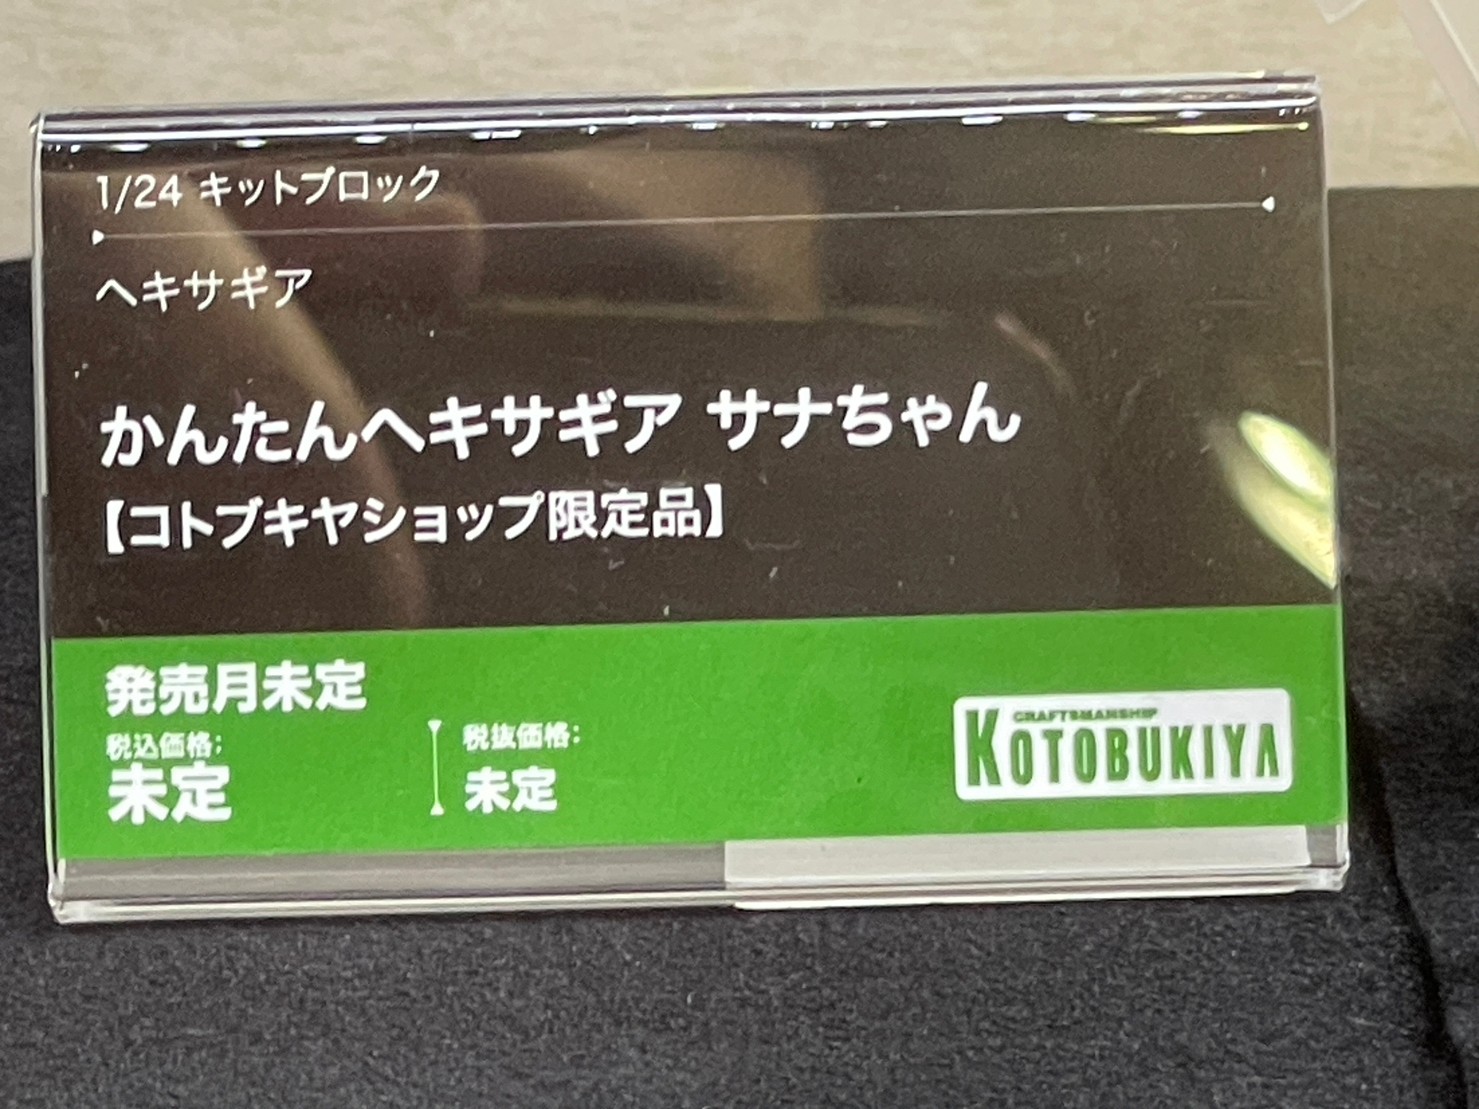 1/24 キットブロック
ヘキサギア
かんたんヘキサギア サナちゃん
【コトブキヤショップ限定品】
発売月未定
税込価格:
未定
税抜価格:
未定
CRAFTSMANSHIP
KOTOBUKIYA